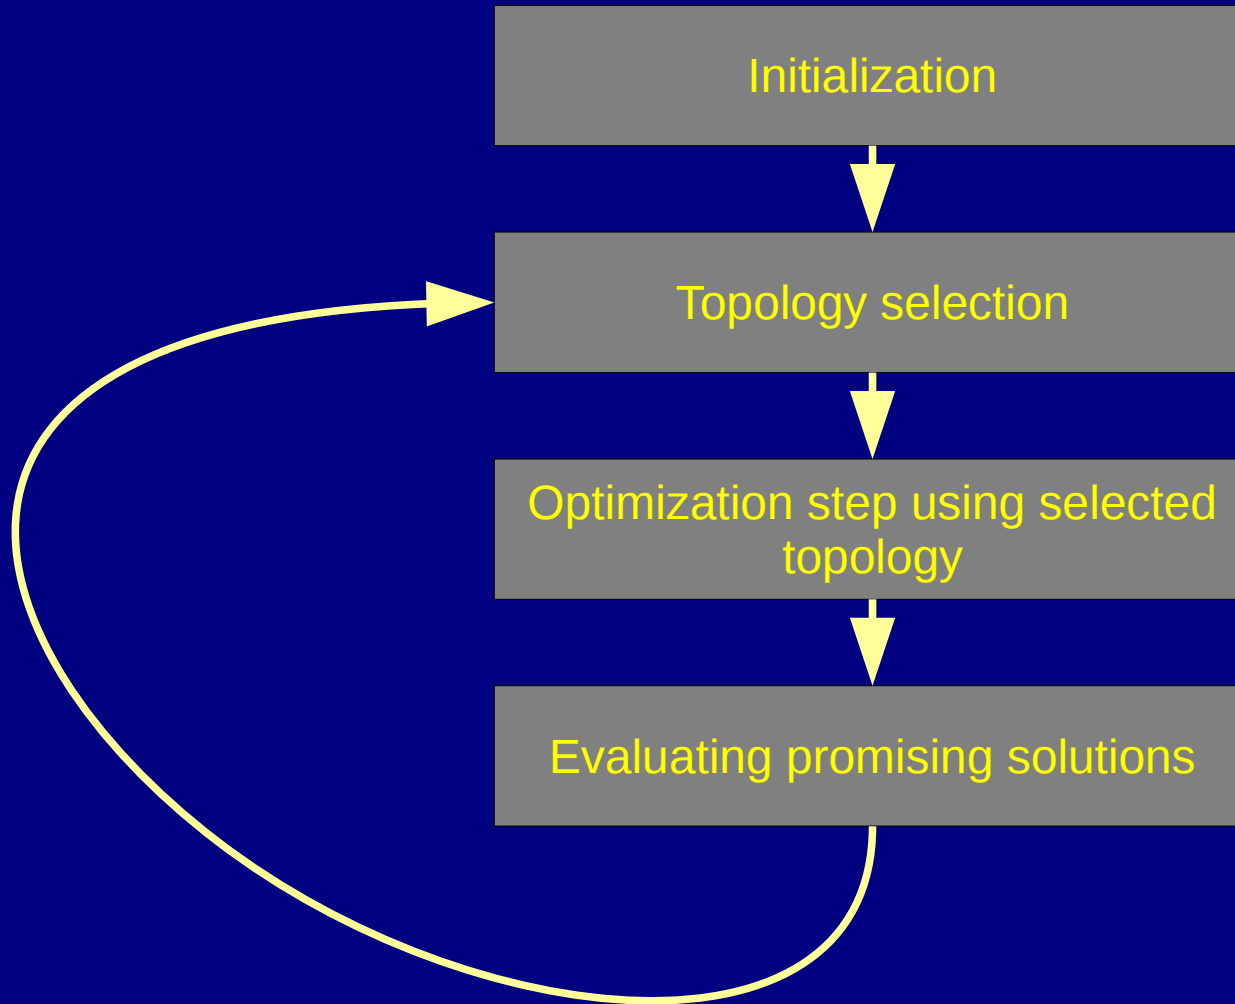 Initialization
Topology selection
Optimization step using selected
topology
Evaluating promising solutions